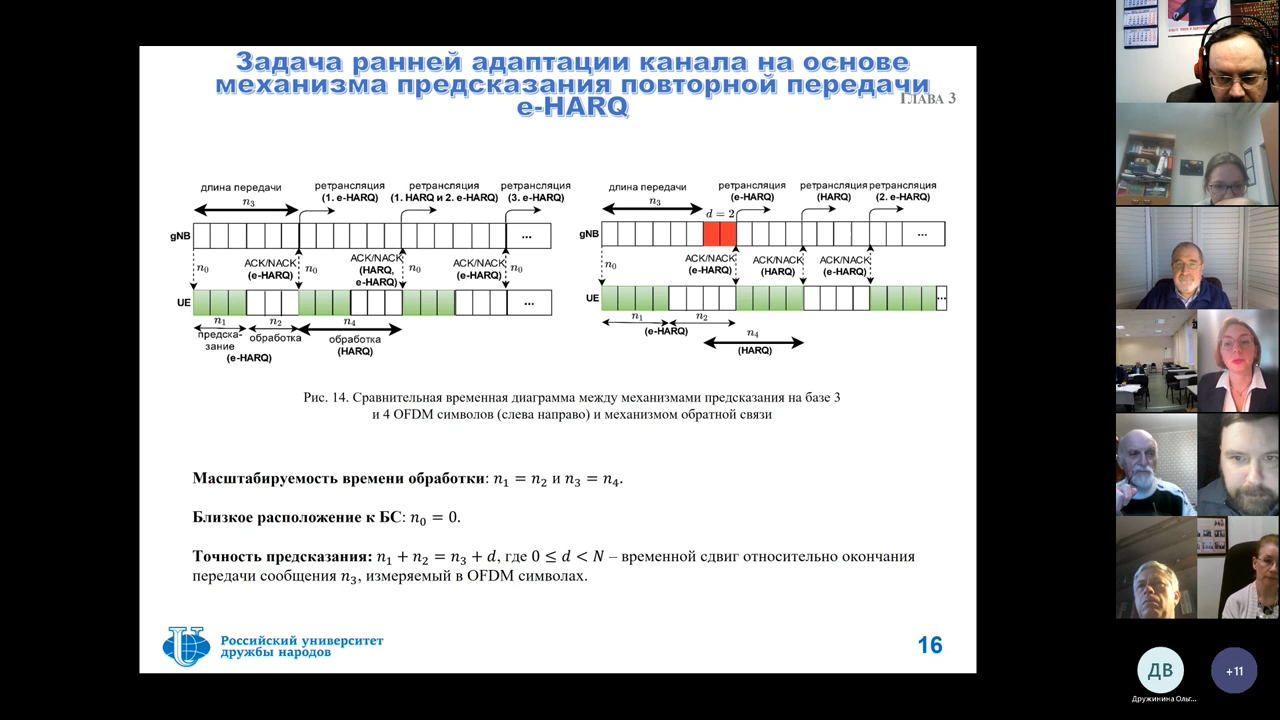 Задача ранней адаптации канала на основе
механизма предсказания повторной передачи
e-HARQ
ГЛАВА 3
длина передачи
n₃
ретрансляция
(1. e-HARQ)
ретрансляция
(1. HARQ и 2. e-HARQ)
ретрансляция
(3. e-HARQ)
gNB
...
n₀
ACK/NACK
(e-HARQ)
n₀
ACK/NACK
(HARQ,
e-HARQ)
n₀
ACK/NACK
(e-HARQ)
n₀
UE
...
n₁
n₂
n₄
предска-
зание
обработка
(e-HARQ)
обработка
(HARQ)
длина передачи
n₃
d = 2
ретрансляция
(e-HARQ)
ретрансляция
(HARQ)
ретрансляция
(2. e-HARQ)
gNB
...
n₀
ACK/NACK
(e-HARQ)
ACK/NACK
(HARQ)
ACK/NACK
(e-HARQ)
UE
...
n₁
n₂
(e-HARQ)
n₄
(HARQ)
Рис. 14. Сравнительная временная диаграмма между механизмами предсказания на базе 3
и 4 OFDM символов (слева направо) и механизмом обратной связи
Масштабируемость времени обработки: n₁ = n₂ и n₃ = n₄.
Близкое расположение к БС: n₀ = 0.
Точность предсказания: n₁ + n₂ = n₃ + d, где 0 ≤ d < N – временной сдвиг относительно окончания
передачи сообщения n₃, измеряемый в OFDM символах.
Российский университет
дружбы народов
16
ДВ
+11
Дружинина Ольг...